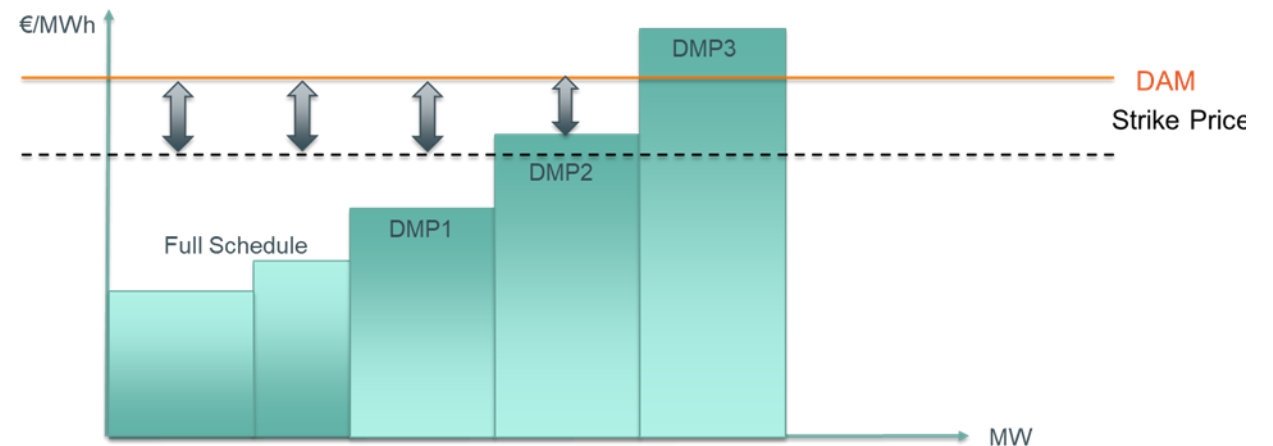 €/MWh
DMP3
DAM
Strike Price
DMP2
DMP1
Full Schedule
MW